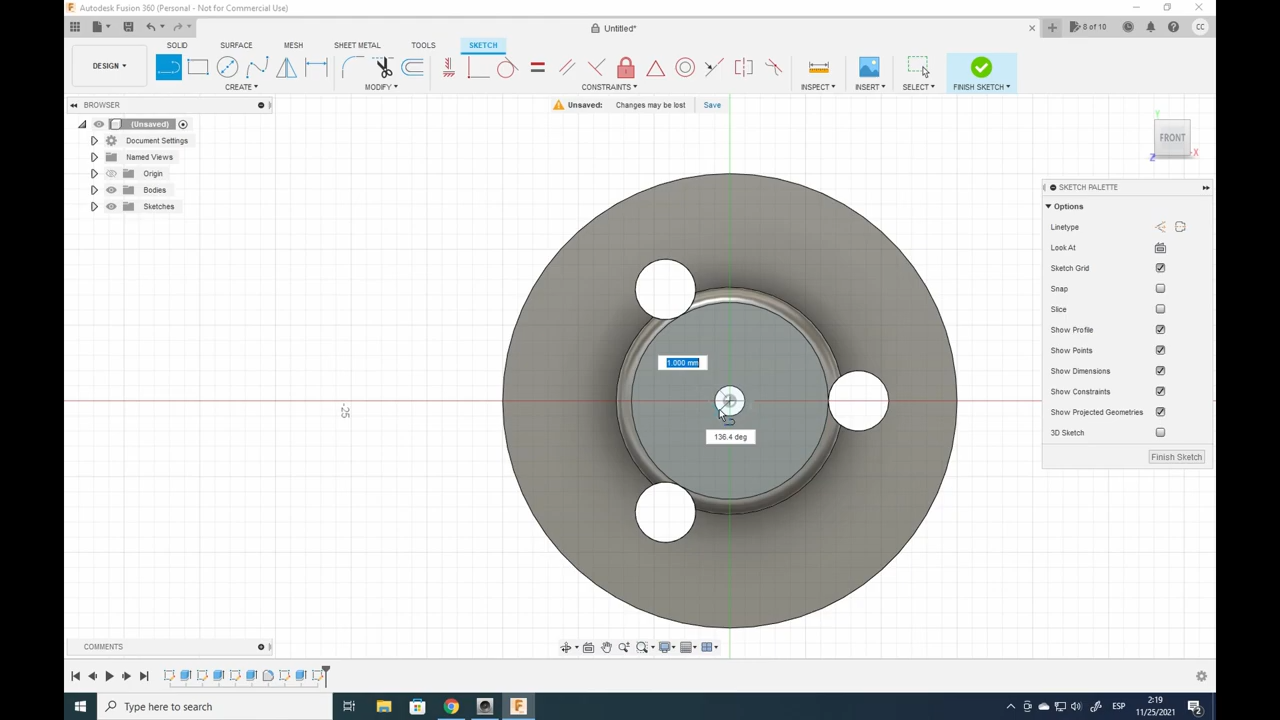 Autodesk Fusion 360 (Personal - Not for Commercial Use)
Untitled*
8 of 10
CC
DESIGN
SOLID
SURFACE
MESH
SHEET METAL
TOOLS
SKETCH
CREATE
MODIFY
CONSTRAINTS
INSPECT
INSERT
SELECT
FINISH SKETCH
BROWSER
Unsaved: Changes may be lost Save
(Unsaved)
Document Settings
Named Views
Origin
Bodies
Sketches
Y
FRONT
Z
X
SKETCH PALETTE
Options
Linetype
Look At
Sketch Grid
Snap
Slice
Show Profile
Show Points
Show Dimensions
Show Constraints
Show Projected Geometries
3D Sketch
Finish Sketch
1.000 mm
-25
136.4 deg
COMMENTS
Type here to search
ESP
2:19
11/25/2021
2